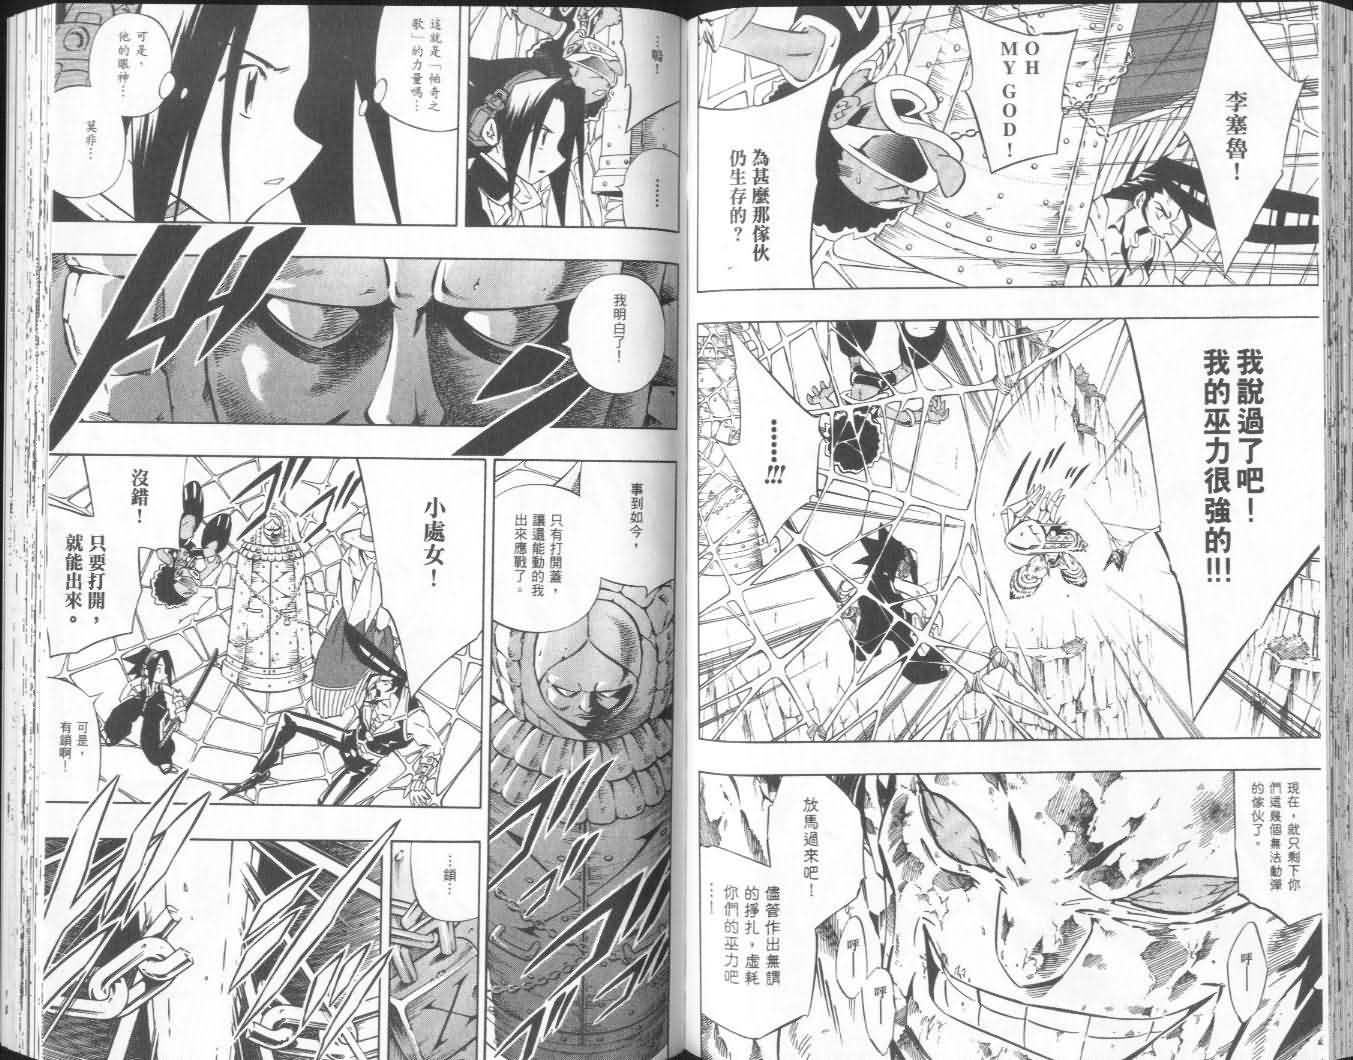 李塞魯！
OH
MY GOD！
為甚麼那傢伙
仍生存的？
我說過了吧！
我的巫力很強的!!!
……!!!
現在，就只剩下你
們這幾個無法動彈
的傢伙了。
呼—
呼—
呼—
放馬過來吧！
儘管作出無謂
的掙扎，虛耗
你們的巫力吧
…！
…嗚！
……
這就是「帕奇之
歌」的力量嗎…
可是，
他的眼神…
莫非…
我明白了！
事到如今，
只有打開蓋，
讓還能動的我
出來應戰了。
小處女！
沒錯！
只要打開，
就能出來。
可是，
有鎖啊！
…鎖…